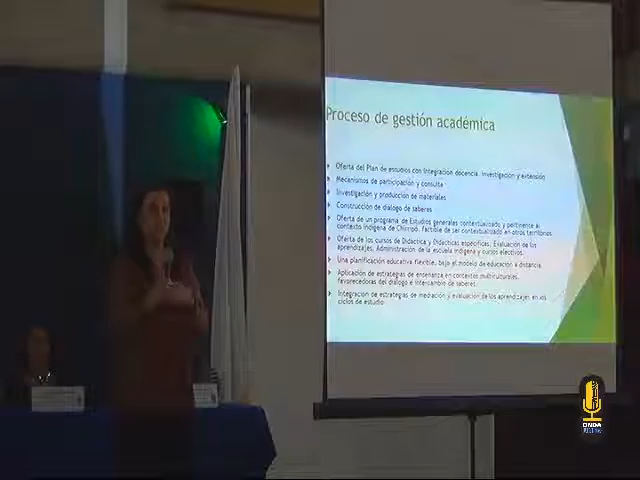 Proceso de gestión académica
Oferta del Plan de estudios con integración docencia, investigación y extensión
Mecanismos de participación y consulta
Investigación y producción de materiales
Construcción de dialogo de saberes
Oferta de un programa de Estudios generales contextualizado y pertinente al
contexto indígena de Chirripó, factible de ser contextualizado en otros territorios
Oferta de los cursos de Didáctica y Didácticas específicas, Evaluación de los
aprendizajes, Administración de la escuela indígena y cursos electivos.
Una planificación educativa flexible, bajo el modelo de educación a distancia
Aplicación de estrategias de enseñanza en contextos multiculturales,
favorecedoras del dialogo e intercambio de saberes
Integración de estrategias de mediación y evaluación de los aprendizajes en los
ciclos de estudio
ONDA